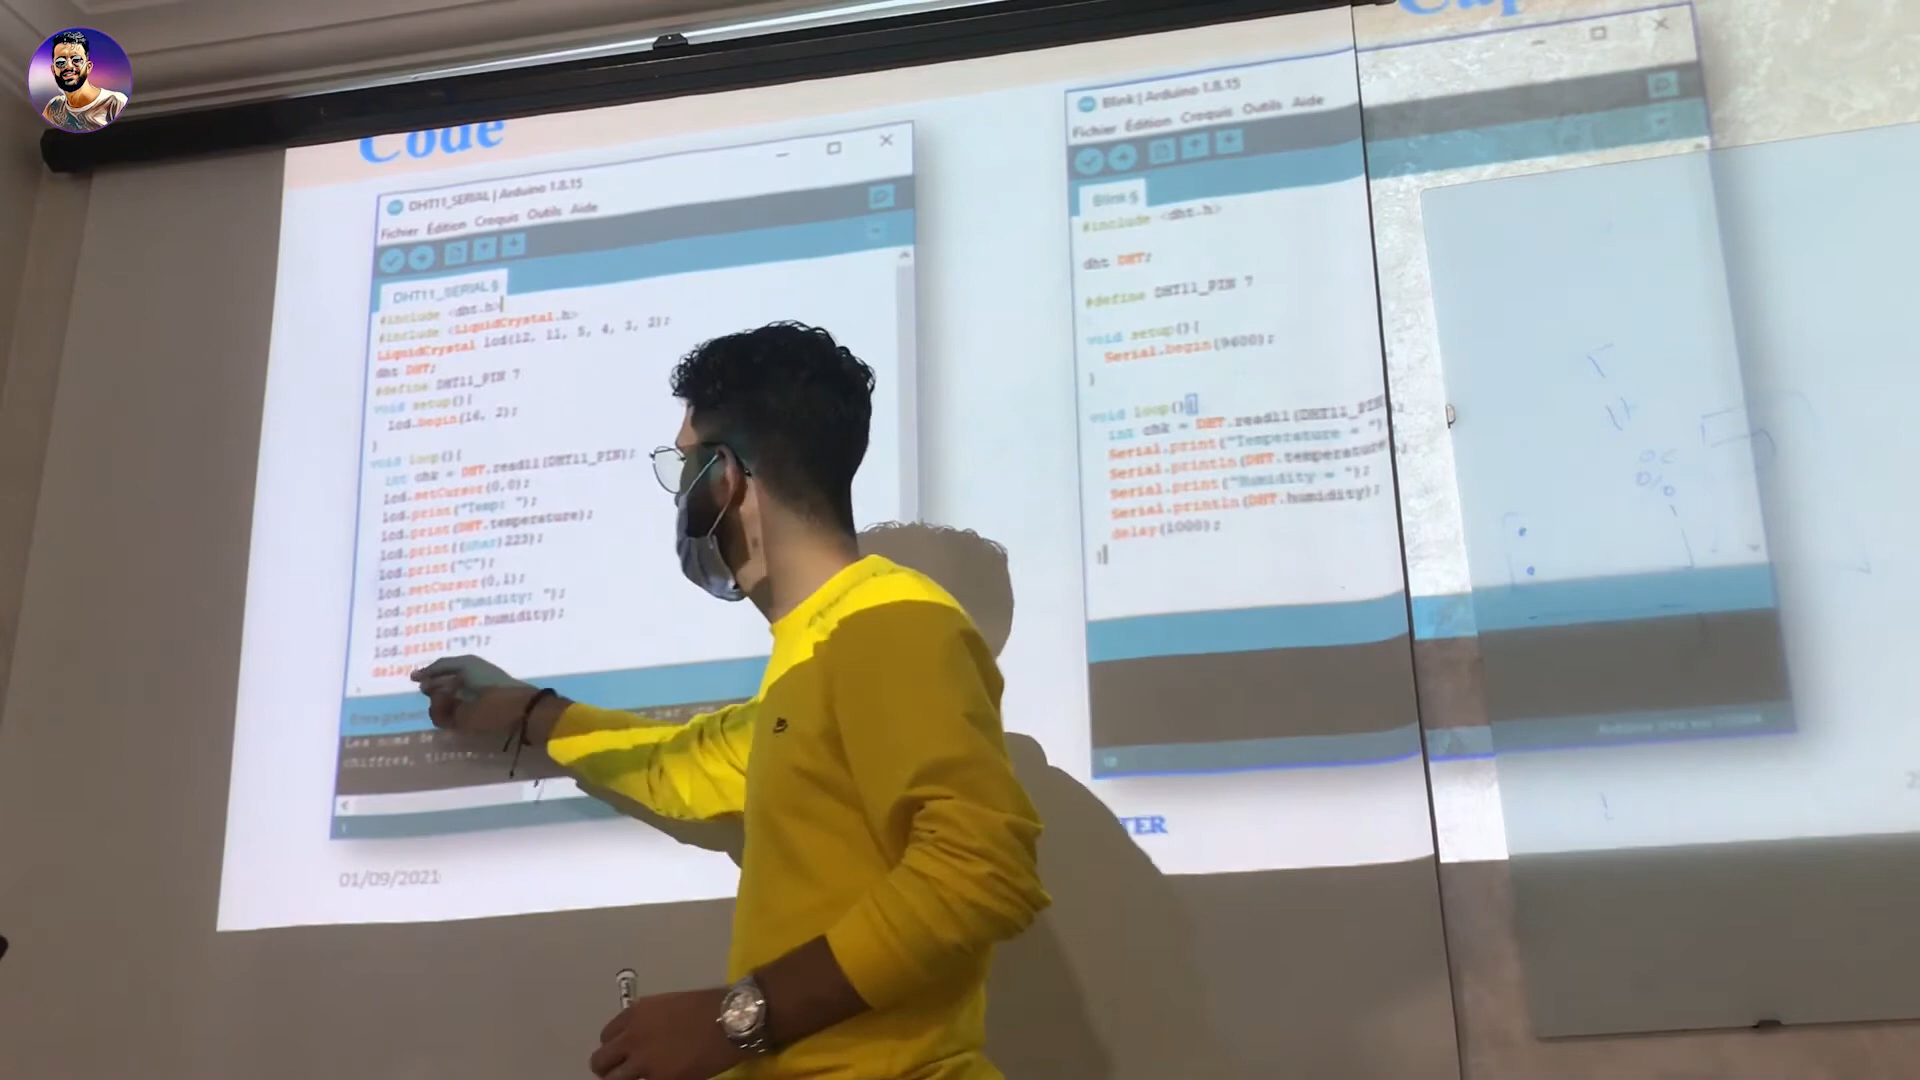 Code
DHT11_SERIAL | Arduino 1.8.15
Fichier Édition Croquis Outils Aide
DHT11_SERIAL §
#include <dht.h>
#include <LiquidCrystal.h>
LiquidCrystal lcd(12, 11, 5, 4, 3, 2);
dht DHT;
#define DHT11_PIN 7
void setup(){
lcd.begin(16, 2);
}
void loop(){
int chk = DHT.read11(DHT11_PIN);
lcd.setCursor(0,0);
lcd.print("Temp: ");
lcd.print(DHT.temperature);
lcd.print((char)223);
lcd.print("C");
lcd.setCursor(0,1);
lcd.print("Humidity: ");
lcd.print(DHT.humidity);
lcd.print("%");
delay
Les noms de
chiffres,
01/09/2021
Blink | Arduino 1.8.15
Fichier Édition Croquis Outils Aide
Blink §
#include <dht.h>
dht DHT;
#define DHT11_PIN 7
void setup(){
Serial.begin(9600);
}
void loop(){
int chk = DHT.read11(DHT11_PIN);
Serial.print("Temperature = ");
Serial.println(DHT.temperature);
Serial.print("Humidity = ");
Serial.println(DHT.humidity);
delay(1000);
}
TER